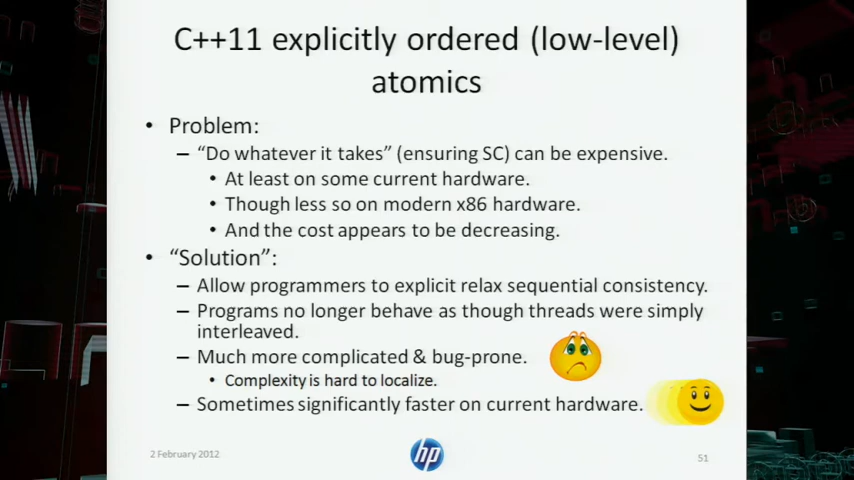 C++11 explicitly ordered (low-level)
atomics
• Problem:
– “Do whatever it takes” (ensuring SC) can be expensive.
• At least on some current hardware.
• Though less so on modern x86 hardware.
• And the cost appears to be decreasing.
• “Solution”:
– Allow programmers to explicit relax sequential consistency.
– Programs no longer behave as though threads were simply
interleaved.
– Much more complicated & bug-prone.
• Complexity is hard to localize.
– Sometimes significantly faster on current hardware.
2 February 2012
hp
51